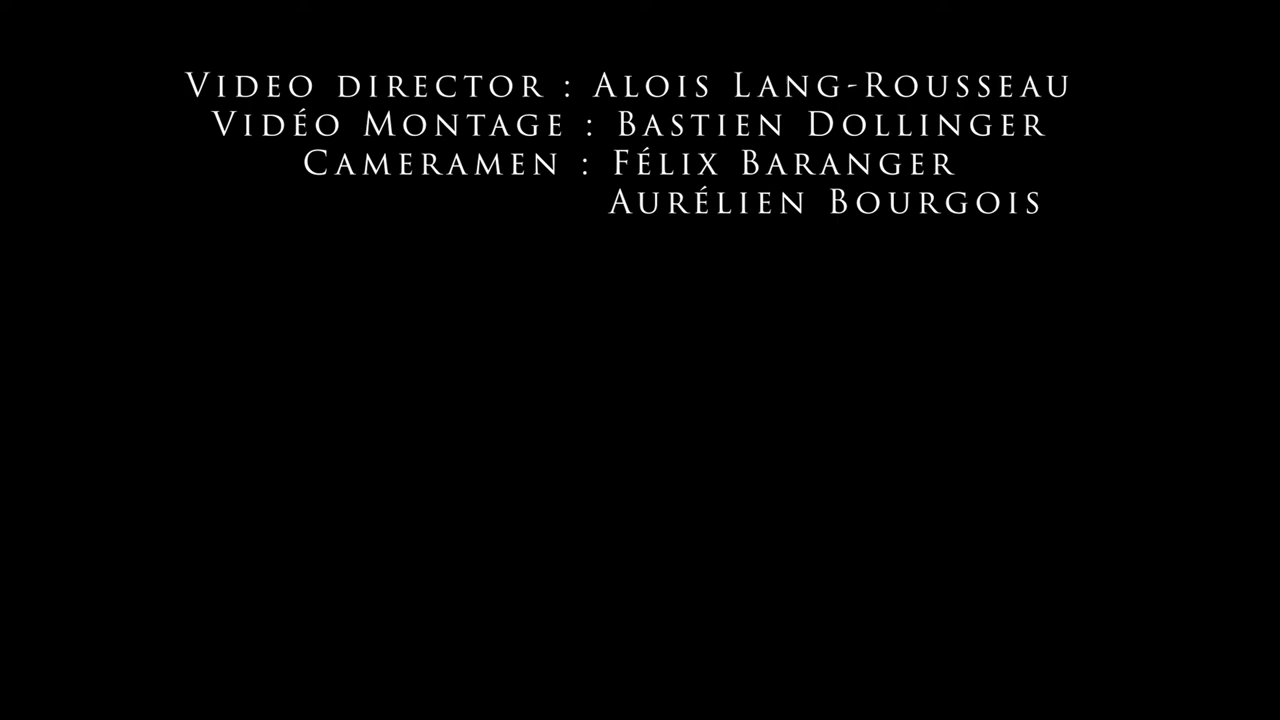 Video director : Alois Lang-Rousseau
Vidéo Montage : Bastien Dollinger
Cameramen : Félix Baranger
Aurélien Bourgois